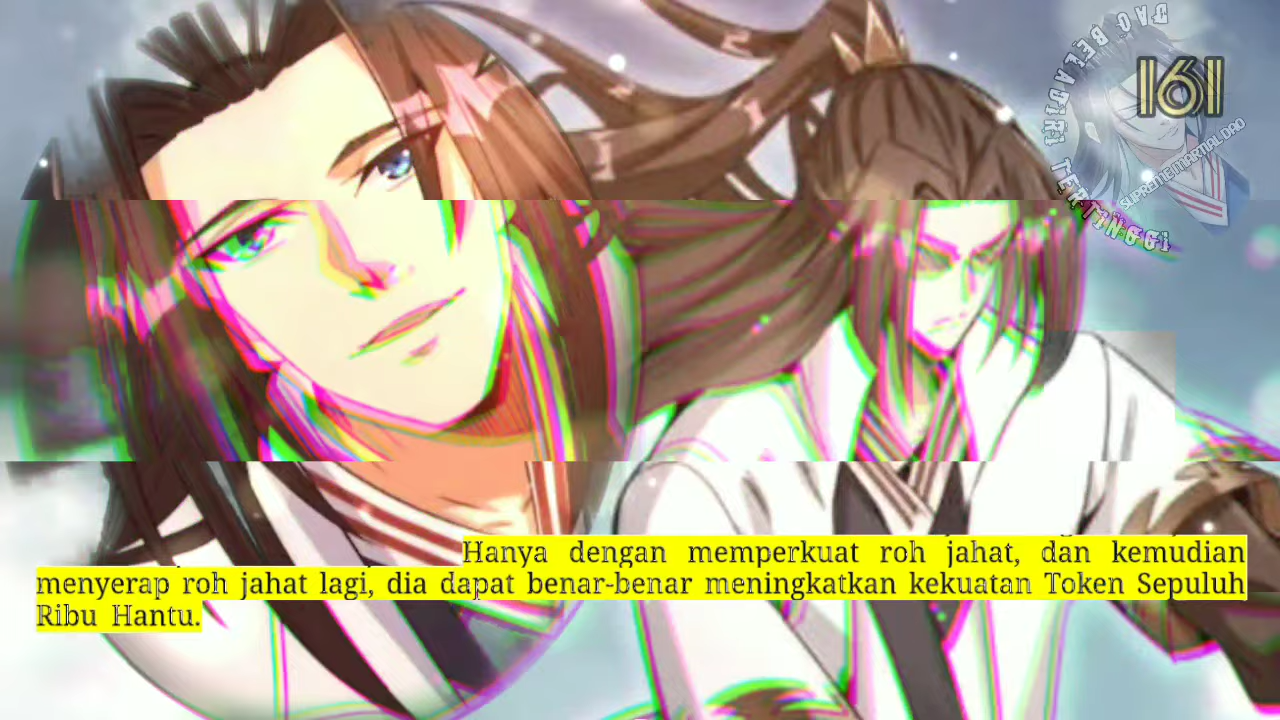 161
DAO BELADIRI TERTINGGI
SUPREME MARTIAL DAO
Hanya dengan memperkuat roh jahat, dan kemudian
menyerap roh jahat lagi, dia dapat benar-benar meningkatkan kekuatan Token Sepuluh
Ribu Hantu.